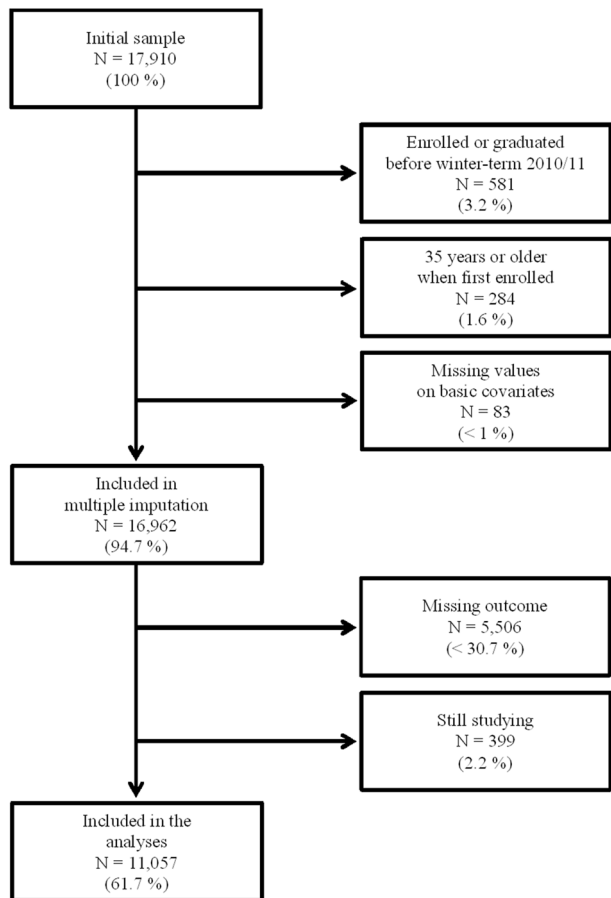 Initial sample
N = 17,910
(100 %)
Enrolled or graduated
before winter-term 2010/11
N = 581
(3.2 %)
35 years or older
when first enrolled
N = 284
(1.6 %)
Missing values
on basic covariates
N = 83
(< 1 %)
Included in
multiple imputation
N = 16,962
(94.7 %)
Missing outcome
N = 5,506
(< 30.7 %)
Still studying
N = 399
(2.2 %)
Included in the
analyses
N = 11,057
(61.7 %)